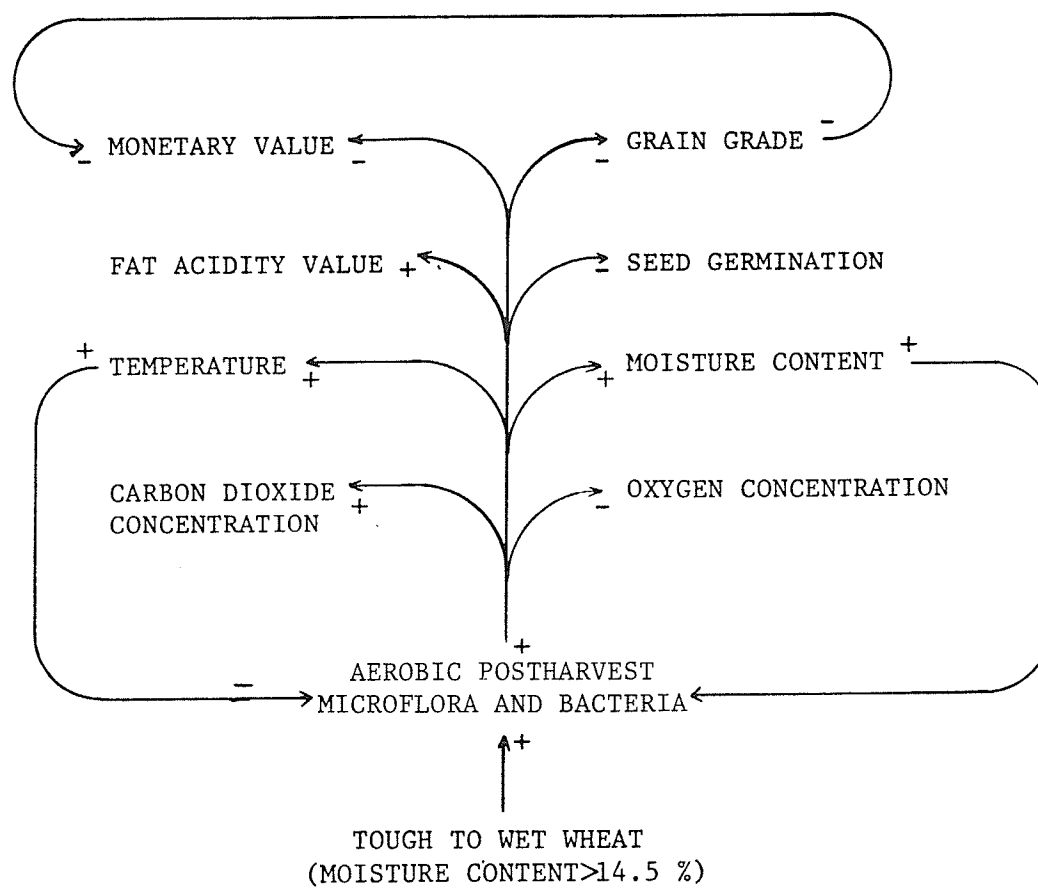 MONETARY VALUE
GRAIN GRADE
FAT ACIDITY VALUE
SEED GERMINATION
TEMPERATURE
MOISTURE CONTENT
CARBON DIOXIDE
CONCENTRATION
OXYGEN CONCENTRATION
AEROBIC POSTHARVEST
MICROFLORA AND BACTERIA
TOUGH TO WET WHEAT
(MOISTURE CONTENT>14.5 %)